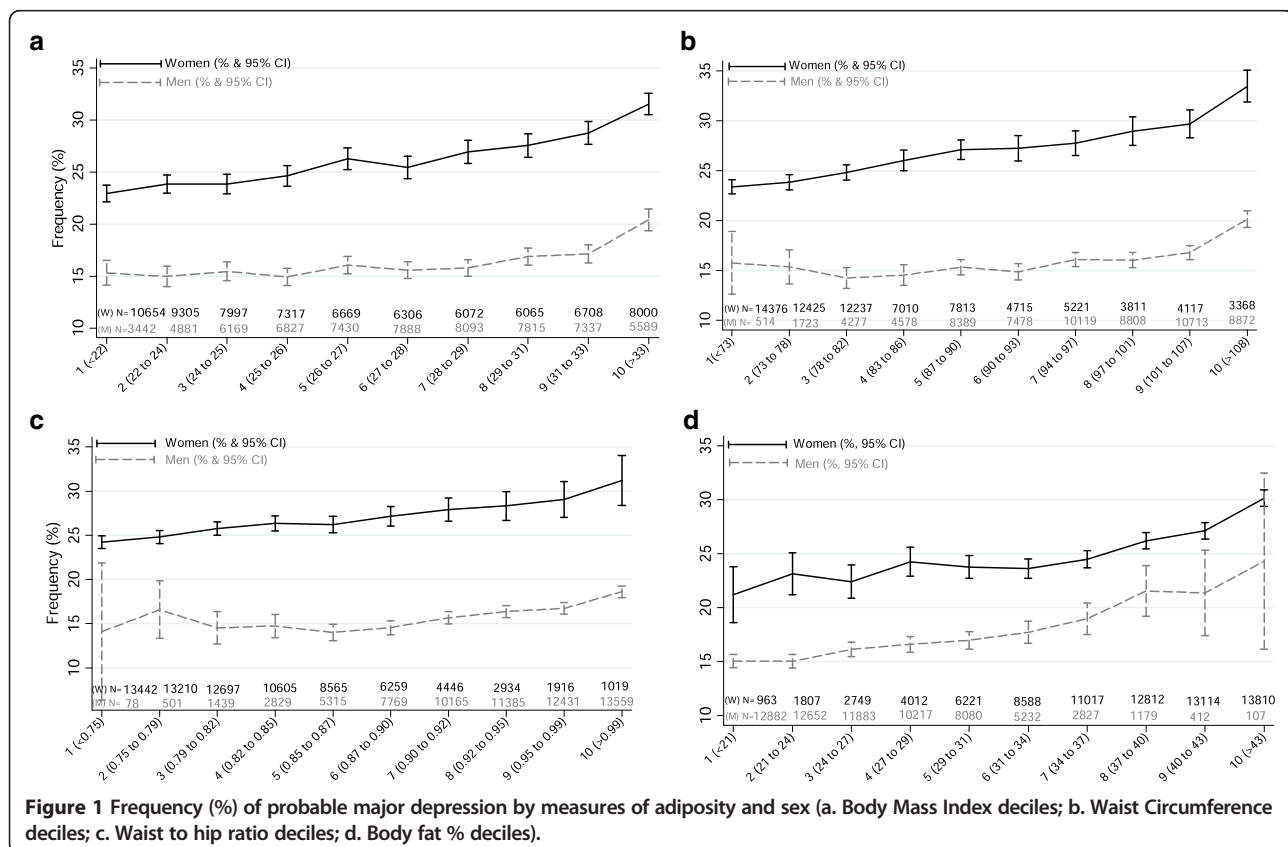 a
Women (% & 95% CI)
Men (% & 95% CI)
Frequency (%)
35
30
25
20
15
10
(W) N= 10654 9305 7997 7317 6669 6306 6072 6065 6708 8000
(M) N=3442 4881 6169 6827 7430 7888 8093 7815 7337 5589
1 (<22)
2 (22 to 24)
3 (24 to 25)
4 (25 to 26)
5 (26 to 27)
6 (27 to 28)
7 (28 to 29)
8 (29 to 31)
9 (31 to 33)
10 (>33)
b
Women (% & 95% CI)
Men (% & 95% CI)
35
30
25
20
15
10
(W) N= 14376 12425 12237 7010 7813 4715 5221 3811 4117 3368
(M) N= 514 1723 4277 4578 8389 7478 10119 8808 10713 8872
1 (<73)
2 (73 to 78)
3 (78 to 82)
4 (83 to 86)
5 (87 to 90)
6 (90 to 93)
7 (94 to 97)
8 (97 to 101)
9 (101 to 107)
10 (>108)
c
Women (% & 95% CI)
Men (% & 95% CI)
Frequency (%)
35
30
25
20
15
10
(W) N= 13442 13210 12697 10605 8565 6259 4446 2934 1916 1019
(M) N= 78 501 1439 2829 5315 7769 10165 11385 12431 13559
1 (<0.75)
2 (0.75 to 0.79)
3 (0.79 to 0.82)
4 (0.82 to 0.85)
5 (0.85 to 0.87)
6 (0.87 to 0.90)
7 (0.90 to 0.92)
8 (0.92 to 0.95)
9 (0.95 to 0.99)
10 (>0.99)
d
Women (%, 95% CI)
Men (%, 95% CI)
35
30
25
20
15
10
(W) N= 963 1807 2749 4012 6221 8588 11017 12812 13114 13810
(M) N=12882 12652 11883 10217 8080 5232 2827 1179 412 107
1 (<21)
2 (21 to 24)
3 (24 to 27)
4 (27 to 29)
5 (29 to 31)
6 (31 to 34)
7 (34 to 37)
8 (37 to 40)
9 (40 to 43)
10 (>43)
Figure 1 Frequency (%) of probable major depression by measures of adiposity and sex (a. Body Mass Index deciles; b. Waist Circumference
deciles; c. Waist to hip ratio deciles; d. Body fat % deciles).